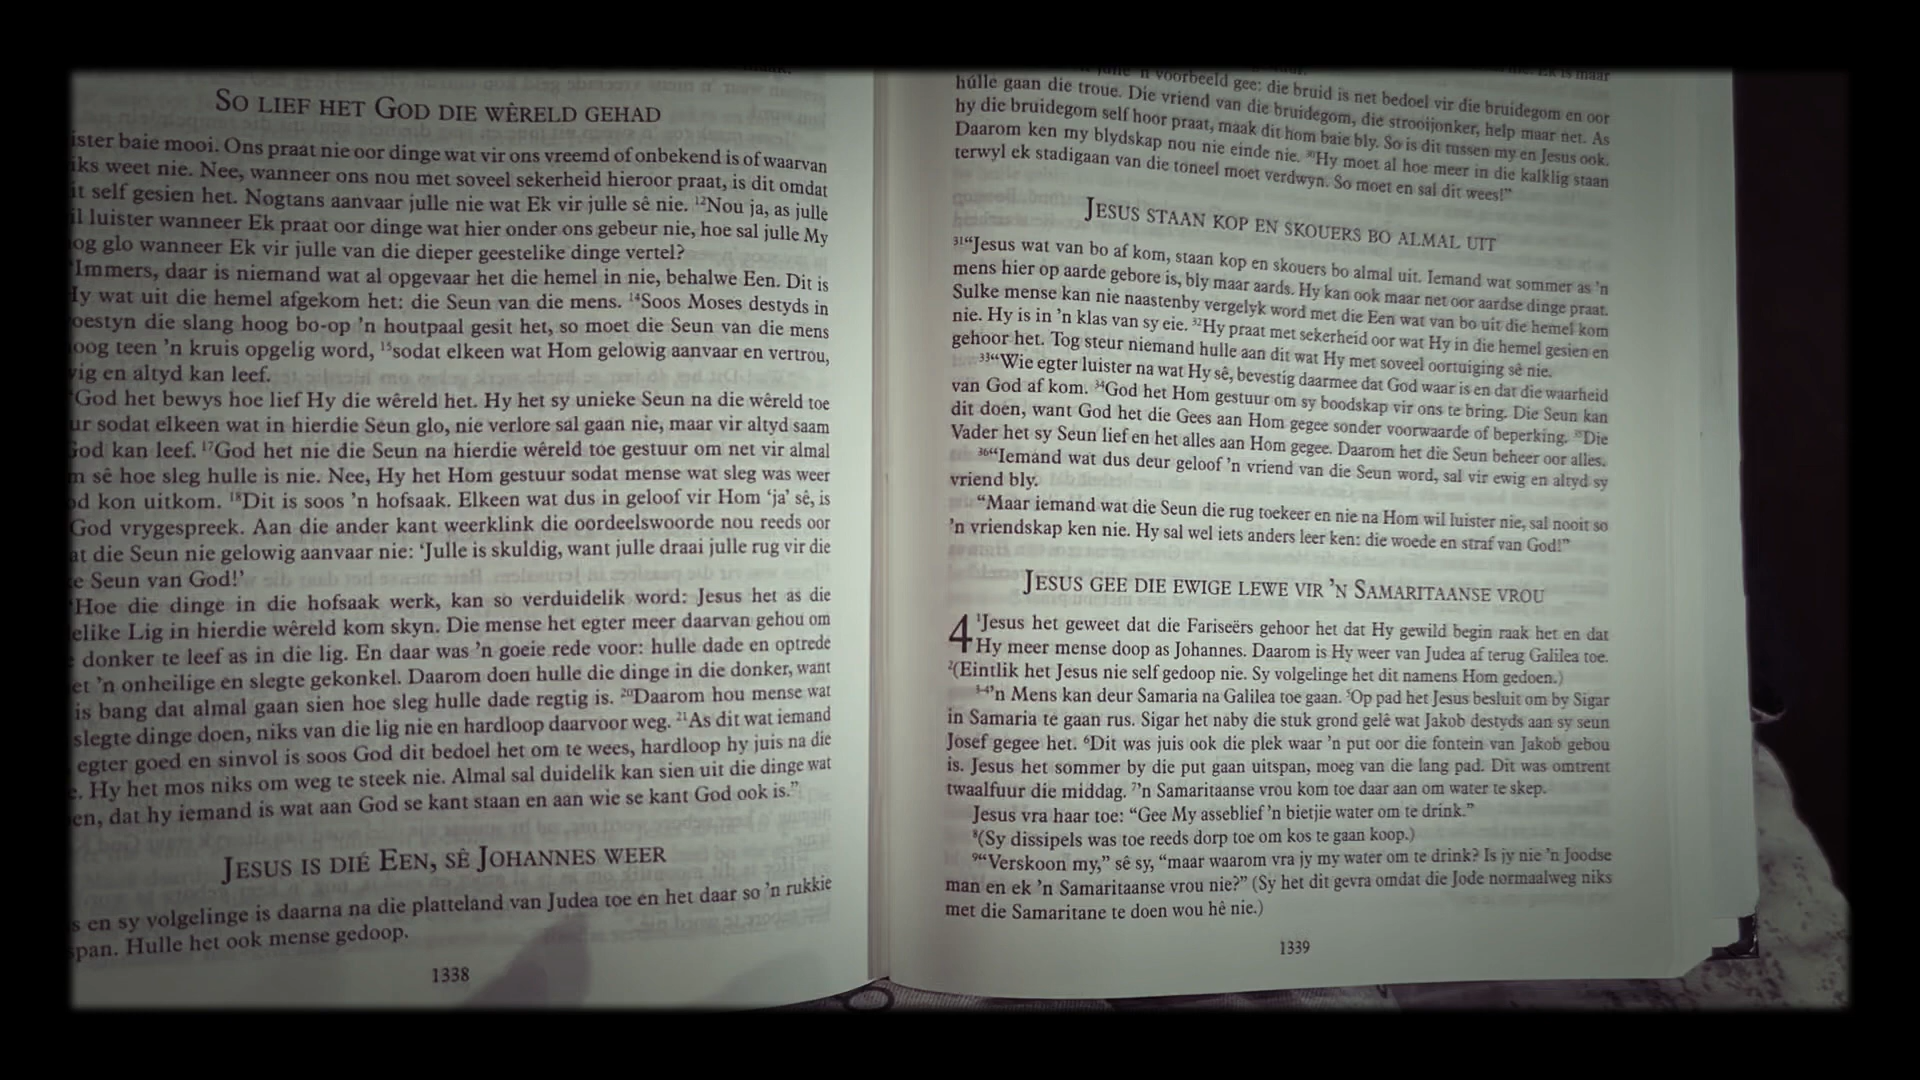 SO LIEF HET GOD DIE WÊRELD GEHAD
ister baie mooi. Ons praat nie oor dinge wat vir ons vreemd of onbekend is of waarvan
iks weet nie. Nee, wanneer ons nou met soveel sekerheid hieroor praat, is dit omdat
it self gesien het. Nogtans aanvaar julle nie wat Ek vir julle sê nie. ¹²Nou ja, as julle
il luister wanneer Ek praat oor dinge wat hier onder ons gebeur nie, hoe sal julle My
og glo wanneer Ek vir julle van die dieper geestelike dinge vertel?
“Immers, daar is niemand wat al opgevaar het die hemel in nie, behalwe Een. Dit is
Hy wat uit die hemel afgekom het: die Seun van die mens. ¹⁴Soos Moses destyds in
oestyn die slang hoog bo-op ’n houtpaal gesit het, so moet die Seun van die mens
oog teen ’n kruis opgelig word, ¹⁵sodat elkeen wat Hom gelowig aanvaar en vertrou,
vig en altyd kan leef.
“God het bewys hoe lief Hy die wêreld het. Hy het sy unieke Seun na die wêreld toe
ur sodat elkeen wat in hierdie Seun glo, nie verlore sal gaan nie, maar vir altyd saam
God kan leef. ¹⁷God het nie die Seun na hierdie wêreld toe gestuur om net vir almal
m sê hoe sleg hulle is nie. Nee, Hy het Hom gestuur sodat mense wat sleg was weer
od kon uitkom. ¹⁸Dit is soos ’n hofsaak. Elkeen wat dus in geloof vir Hom ‘ja’ sê, is
God vrygespreek. Aan die ander kant weerklink die oordeelswoorde nou reeds oor
at die Seun nie gelowig aanvaar nie: ‘Julle is skuldig, want julle draai julle rug vir die
e Seun van God!’
“Hoe die dinge in die hofsaak werk, kan so verduidelik word: Jesus het as die
elike Lig in hierdie wêreld kom skyn. Die mense het egter meer daarvan gehou om
e donker te leef as in die lig. En daar was ’n goeie rede voor: hulle dade en optrede
et ’n onheilige en slegte gekonkel. Daarom doen hulle die dinge in die donker, want
is bang dat almal gaan sien hoe sleg hulle dade regtig is. ²⁰Daarom hou mense wat
slegte dinge doen, niks van die lig nie en hardloop daarvoor weg. ²¹As dit wat iemand
egter goed en sinvol is soos God dit bedoel het om te wees, hardloop hy juis na die
e. Hy het mos niks om weg te steek nie. Almal sal duidelik kan sien uit die dinge wat
en, dat hy iemand is wat aan God se kant staan en aan wie se kant God ook is.”
JESUS IS DIÉ EEN, SÊ JOHANNES WEER
s en sy volgelinge is daarna na die platteland van Judea toe en het daar so ’n rukkie
span. Hulle het ook mense gedoop.
1338
’n voorbeeld gee: die bruid is net bedoel vir die bruidegom en oor
húlle gaan die troue. Die vriend van die bruidegom, die strooijonker, help maar net. As
hy die bruidegom self hoor praat, maak dit hom baie bly. So is dit tussen my en Jesus ook.
Daarom ken my blydskap nou nie einde nie. ³⁰Hy moet al hoe meer in die kalklig staan
terwyl ek stadigaan van die toneel moet verdwyn. So moet en sal dit wees!”
JESUS STAAN KOP EN SKOUERS BO ALMAL UIT
³¹“Jesus wat van bo af kom, staan kop en skouers bo almal uit. Iemand wat sommer as ’n
mens hier op aarde gebore is, bly maar aards. Hy kan ook maar net oor aardse dinge praat.
Sulke mense kan nie naastenby vergelyk word met die Een wat van bo uit die hemel kom
nie. Hy is in ’n klas van sy eie. ³²Hy praat met sekerheid oor wat Hy in die hemel gesien en
gehoor het. Tog steur niemand hulle aan dit wat Hy met soveel oortuiging sê nie.
³³“Wie egter luister na wat Hy sê, bevestig daarmee dat God waar is en dat die waarheid
van God af kom. ³⁴God het Hom gestuur om sy boodskap vir ons te bring. Die Seun kan
dit doen, want God het die Gees aan Hom gegee sonder voorwaarde of beperking. ³⁵Die
Vader het sy Seun lief en het alles aan Hom gegee. Daarom het die Seun beheer oor alles.
³⁶“Iemand wat dus deur geloof ’n vriend van die Seun word, sal vir ewig en altyd sy
vriend bly.
“Maar iemand wat die Seun die rug toekeer en nie na Hom wil luister nie, sal nooit so
’n vriendskap ken nie. Hy sal wel iets anders leer ken: die woede en straf van God!”
JESUS GEE DIE EWIGE LEWE VIR ’N SAMARITAANSE VROU
4 ¹Jesus het geweet dat die Fariseërs gehoor het dat Hy gewild begin raak het en dat
Hy meer mense doop as Johannes. Daarom is Hy weer van Judea af terug Galilea toe.
²(Eintlik het Jesus nie self gedoop nie. Sy volgelinge het dit namens Hom gedoen.)
³⁻⁴’n Mens kan deur Samaria na Galilea toe gaan. ⁵Op pad het Jesus besluit om by Sigar
in Samaria te gaan rus. Sigar het naby die stuk grond gelê wat Jakob destyds aan sy seun
Josef gegee het. ⁶Dit was juis ook die plek waar ’n put oor die fontein van Jakob gebou
is. Jesus het sommer by die put gaan uitspan, moeg van die lang pad. Dit was omtrent
twaalfuur die middag. ⁷’n Samaritaanse vrou kom toe daar aan om water te skep.
Jesus vra haar toe: “Gee My asseblief ’n bietjie water om te drink.”
⁸(Sy dissipels was toe reeds dorp toe om kos te gaan koop.)
⁹“Verskoon my,” sê sy, “maar waarom vra jy my water om te drink? Is jy nie ’n Joodse
man en ek ’n Samaritaanse vrou nie?” (Sy het dit gevra omdat die Jode normaalweg niks
met die Samaritane te doen wou hê nie.)
1339